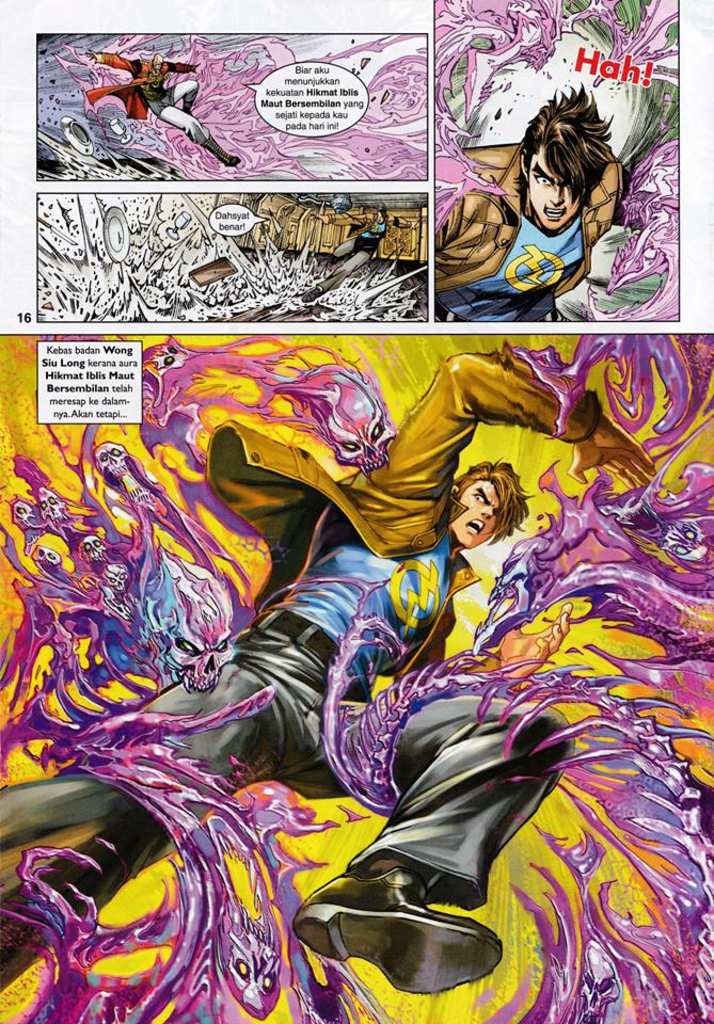 Biar aku
menunjukkan
kekuatan Hikmat Iblis
Maut Bersembilan yang
sejati kepada kau
pada hari ini!
Hah!
Dahsyat
benar!
16
Kebas badan Wong
Siu Long kerana aura
Hikmat Iblis Maut
Bersembilan telah
meresap ke dalam-
nya. Akan tetapi...